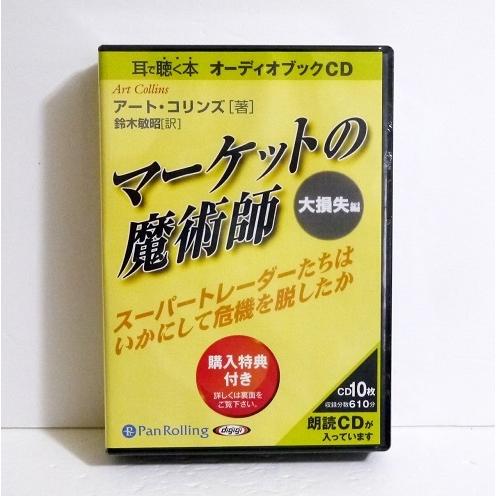 耳で聴く本 オーディオブックCD
Art Collins
アート・コリンズ[著]
鈴木敏昭[訳]
マーケットの
魔術師
大損失編
スーパートレーダーたちは
いかにして危機を脱したか
購入特典
付き
詳しくは裏面を
ご覧下さい。
CD10枚
収録分数610分
朗読CDが
入っています
PanRolling
digigi